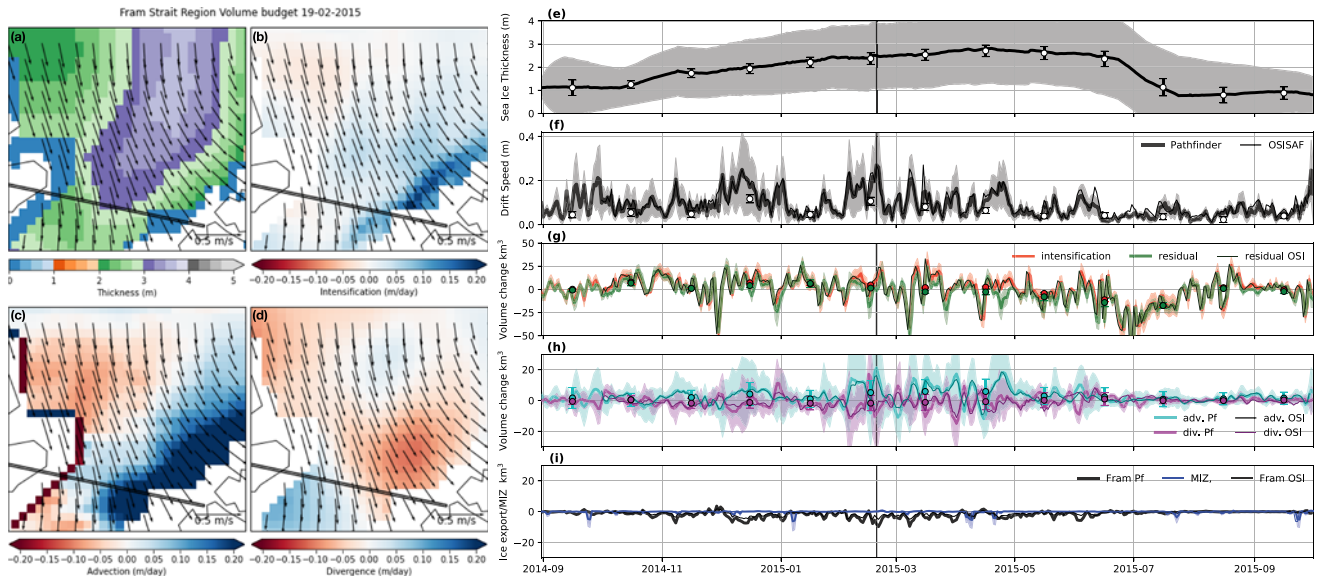 Fram Strait Region Volume budget 19-02-2015
(a)
(b)
0.5 m/s
0.5 m/s
0 1 2 3 4 5
Thickness (m)
−0.20 −0.15 −0.10 −0.05 0.00 0.05 0.10 0.15 0.20
Intensification (m/day)
(c)
(d)
0.5 m/s
0.5 m/s
−0.20 −0.15 −0.10 −0.05 0.00 0.05 0.10 0.15 0.20
Advection (m/day)
−0.20 −0.15 −0.10 −0.05 0.00 0.05 0.10 0.15 0.20
Divergence (m/day)
(e)
Sea Ice Thickness (m)
4
3
2
1
0
(f)
Drift Speed (m)
0.4
0.2
0.0
Pathfinder OSISAF
(g)
Volume change km³
50
25
0
−25
−50
intensification residual residual OSI
(h)
Volume change km³
20
0
−20
adv. Pf adv. OSI
div. Pf div. OSI
(i)
Ice export/MIZ km³
20
0
−20
Fram Pf MIZ, Fram OSI
2014-09 2014-11 2015-01 2015-03 2015-05 2015-07 2015-09